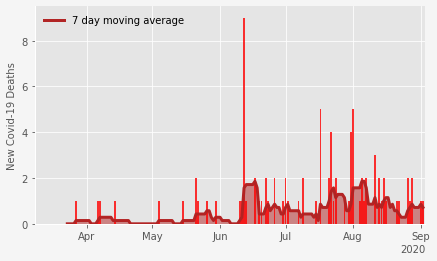 7 day moving average
New Covid-19 Deaths
8
6
4
2
0
Apr
May
Jun
Jul
Aug
Sep
2020